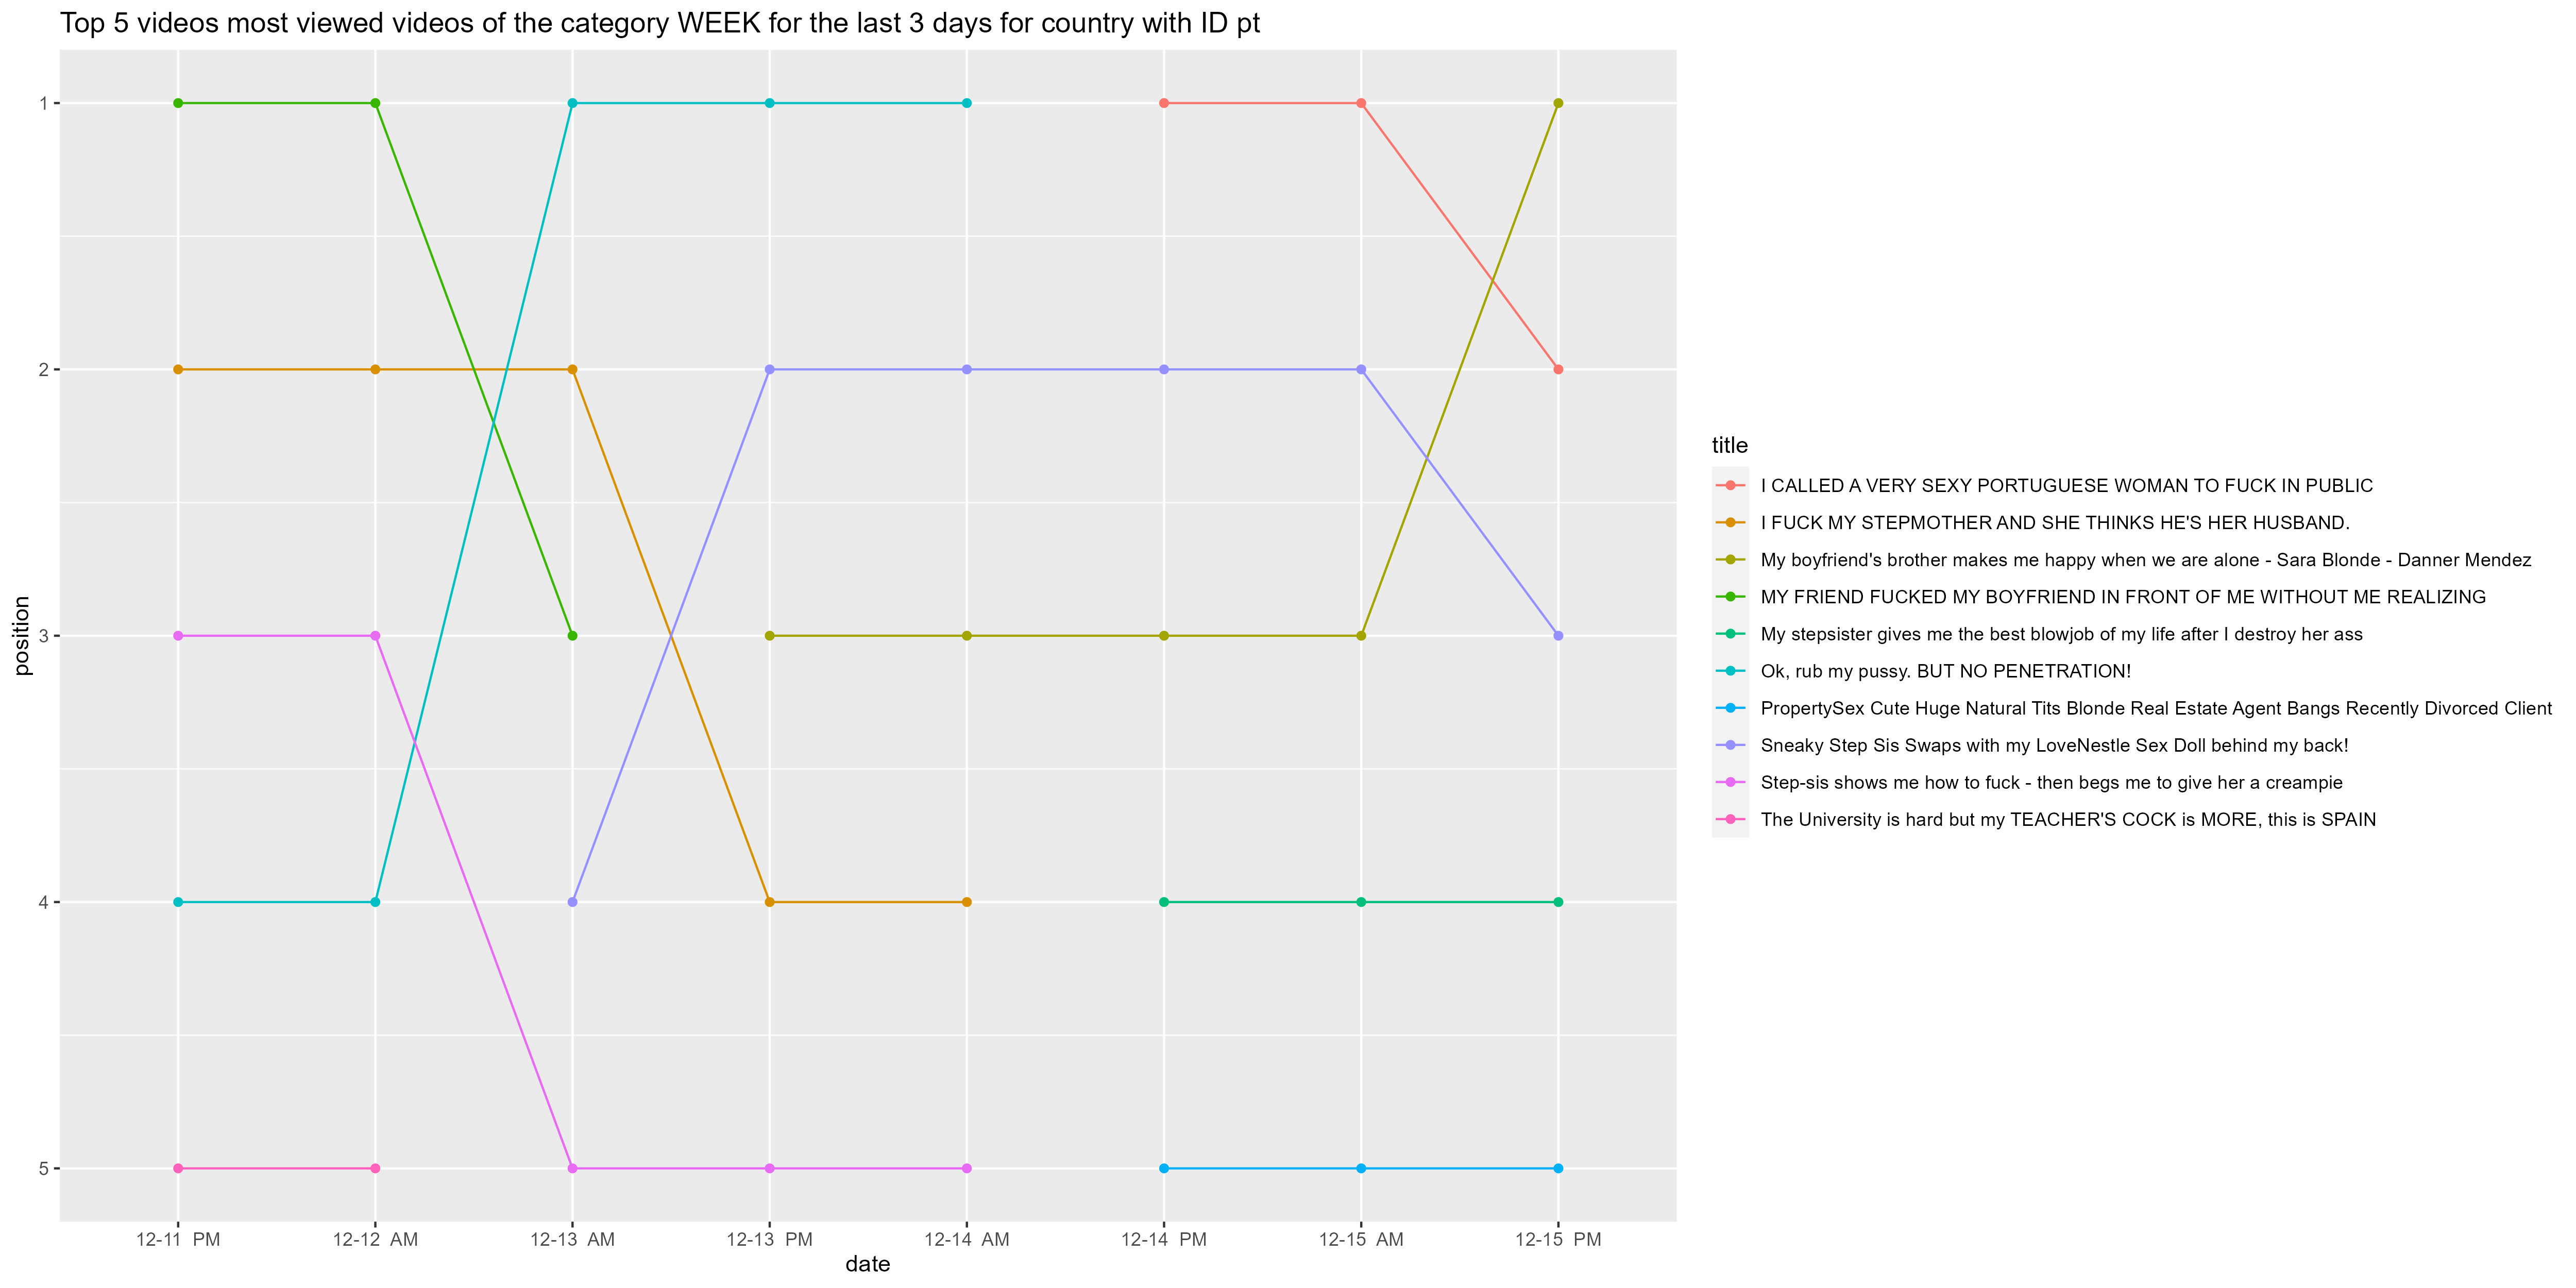 Top 5 videos most viewed videos of the category WEEK for the last 3 days for country with ID pt
1
2
3
4
5
position
12-11 PM
12-12 AM
12-13 AM
12-13 PM
12-14 AM
12-14 PM
12-15 AM
12-15 PM
date
title
I CALLED A VERY SEXY PORTUGUESE WOMAN TO FUCK IN PUBLIC
I FUCK MY STEPMOTHER AND SHE THINKS HE'S HER HUSBAND.
My boyfriend's brother makes me happy when we are alone - Sara Blonde - Danner Mendez
MY FRIEND FUCKED MY BOYFRIEND IN FRONT OF ME WITHOUT ME REALIZING
My stepsister gives me the best blowjob of my life after I destroy her ass
Ok, rub my pussy. BUT NO PENETRATION!
PropertySex Cute Huge Natural Tits Blonde Real Estate Agent Bangs Recently Divorced Client
Sneaky Step Sis Swaps with my LoveNestle Sex Doll behind my back!
Step-sis shows me how to fuck - then begs me to give her a creampie
The University is hard but my TEACHER'S COCK is MORE, this is SPAIN